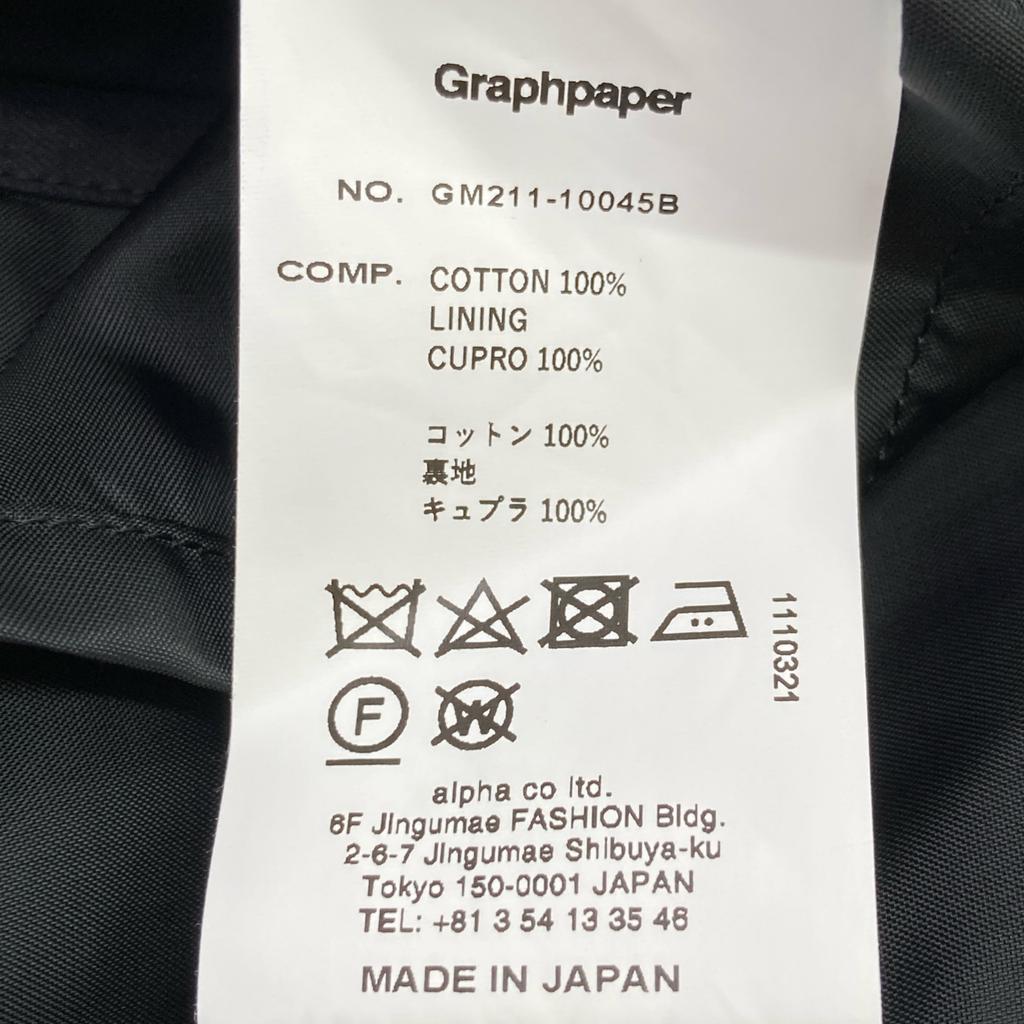 Graphpaper
NO. GM211-10045B
COMP. COTTON 100%
LINING
CUPRO 100%
コットン 100%
裏地
キュプラ 100%
1110321
F
W
alpha co ltd.
6F Jingumae FASHION Bldg.
2-6-7 Jingumae Shibuya-ku
Tokyo 150-0001 JAPAN
TEL: +81 3 54 13 35 46
MADE IN JAPAN